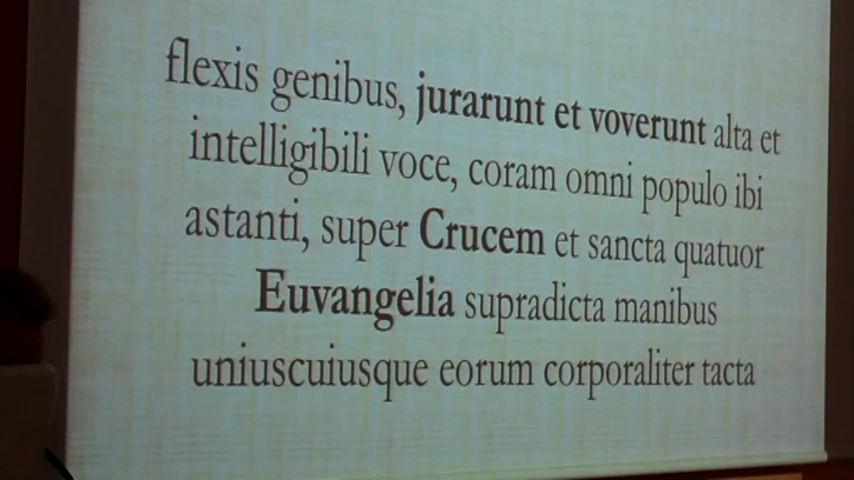 flexis genibus, jurarunt et voverunt alta et
intelligibili voce, coram omni populo ibi
astanti, super Crucem et sancta quatuor
Euvangelia supradicta manibus
uniuscuiusque eorum corporaliter tacta